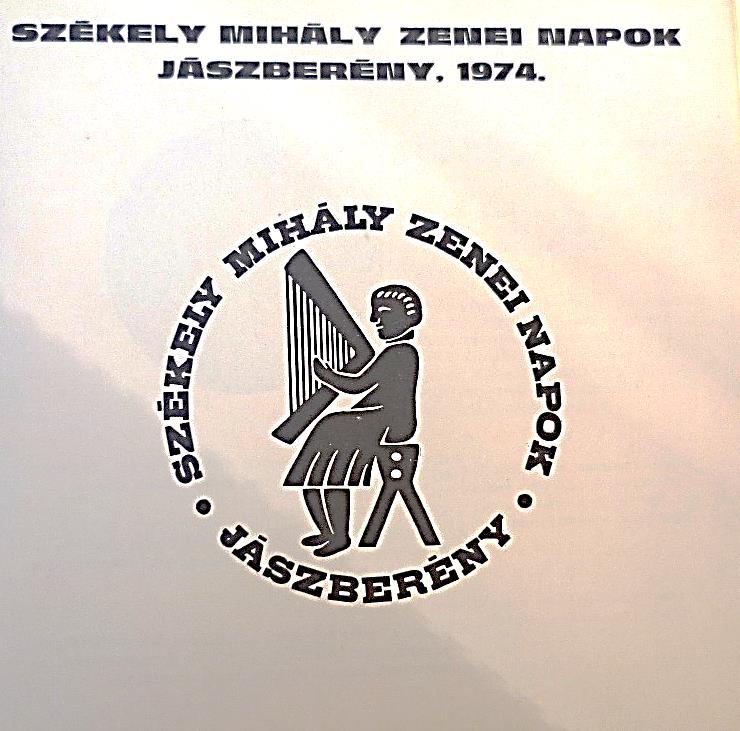 SZÉKELY MIHÁLY ZENEI NAPOK
JÁSZBERÉNY, 1974.
SZÉKELY MIHÁLY ZENEI NAPOK
• JÁSZBERÉNY •